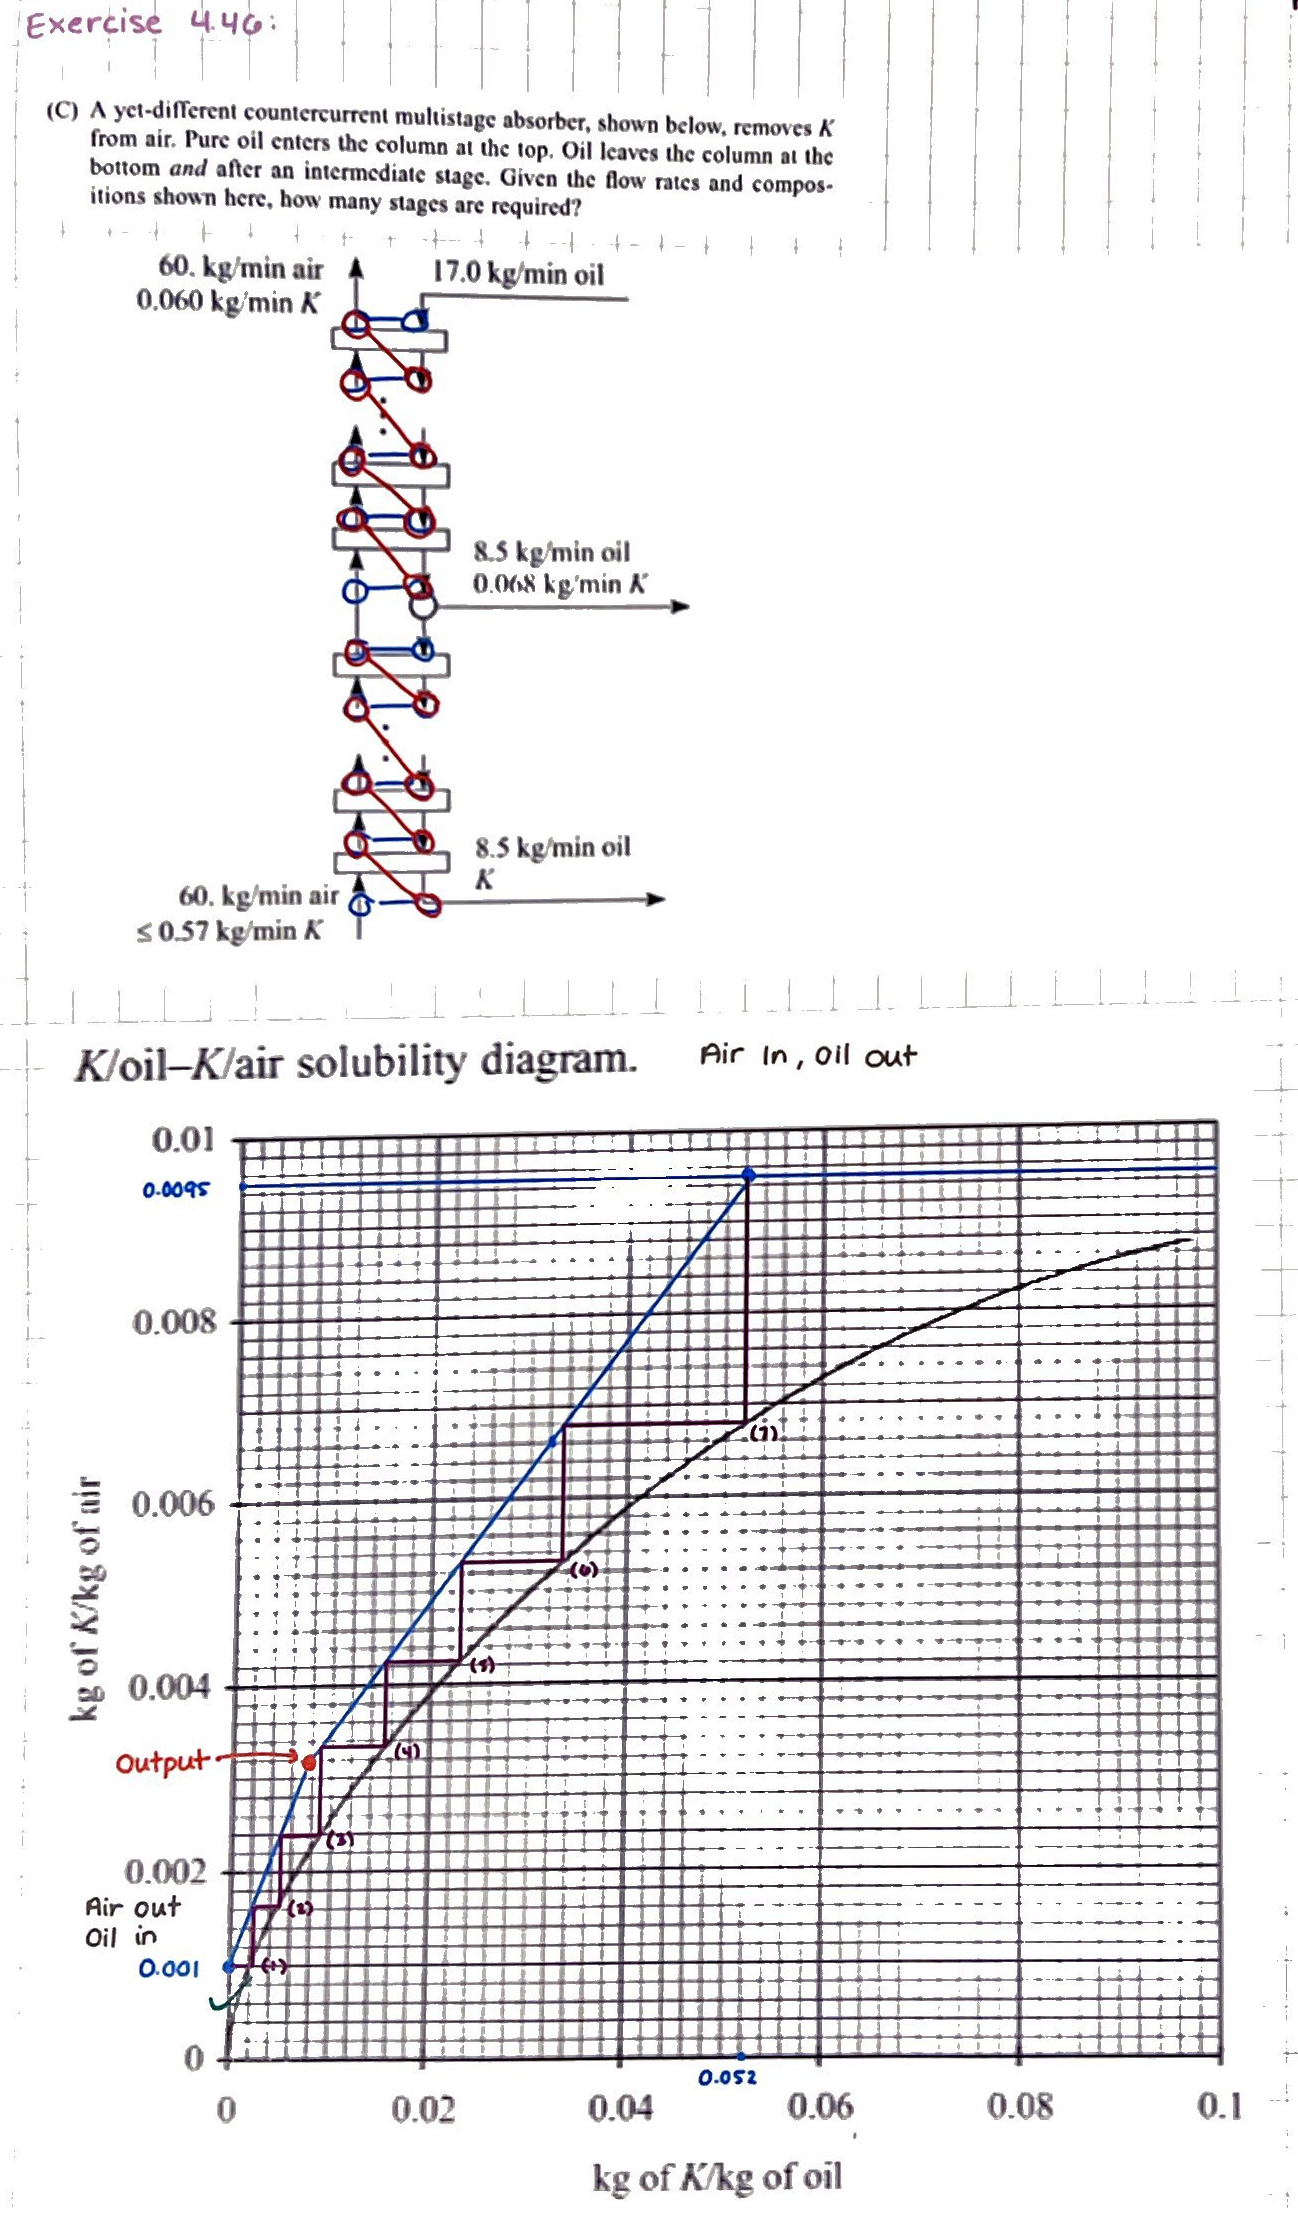 Exercise 4.46:
(C) A yet-different countercurrent multistage absorber, shown below, removes K
from air. Pure oil enters the column at the top. Oil leaves the column at the
bottom and after an intermediate stage. Given the flow rates and compos-
itions shown here, how many stages are required?
60. kg/min air
17.0 kg/min oil
0.060 kg/min K
8.5 kg/min oil
0.068 kg/min K
8.5 kg/min oil
K
60. kg/min air
≤ 0.57 kg/min K
K/oil–K/air solubility diagram.
Air in, oil out
0.01
0.0095
0.008
(7)
0.006
(6)
(5)
kg of K/kg of air
0.004
(4)
Output
(3)
0.002
Air out
(2)
Oil in
0.001
(1)
0
0.052
0
0.02
0.04
0.06
0.08
0.1
kg of K/kg of oil